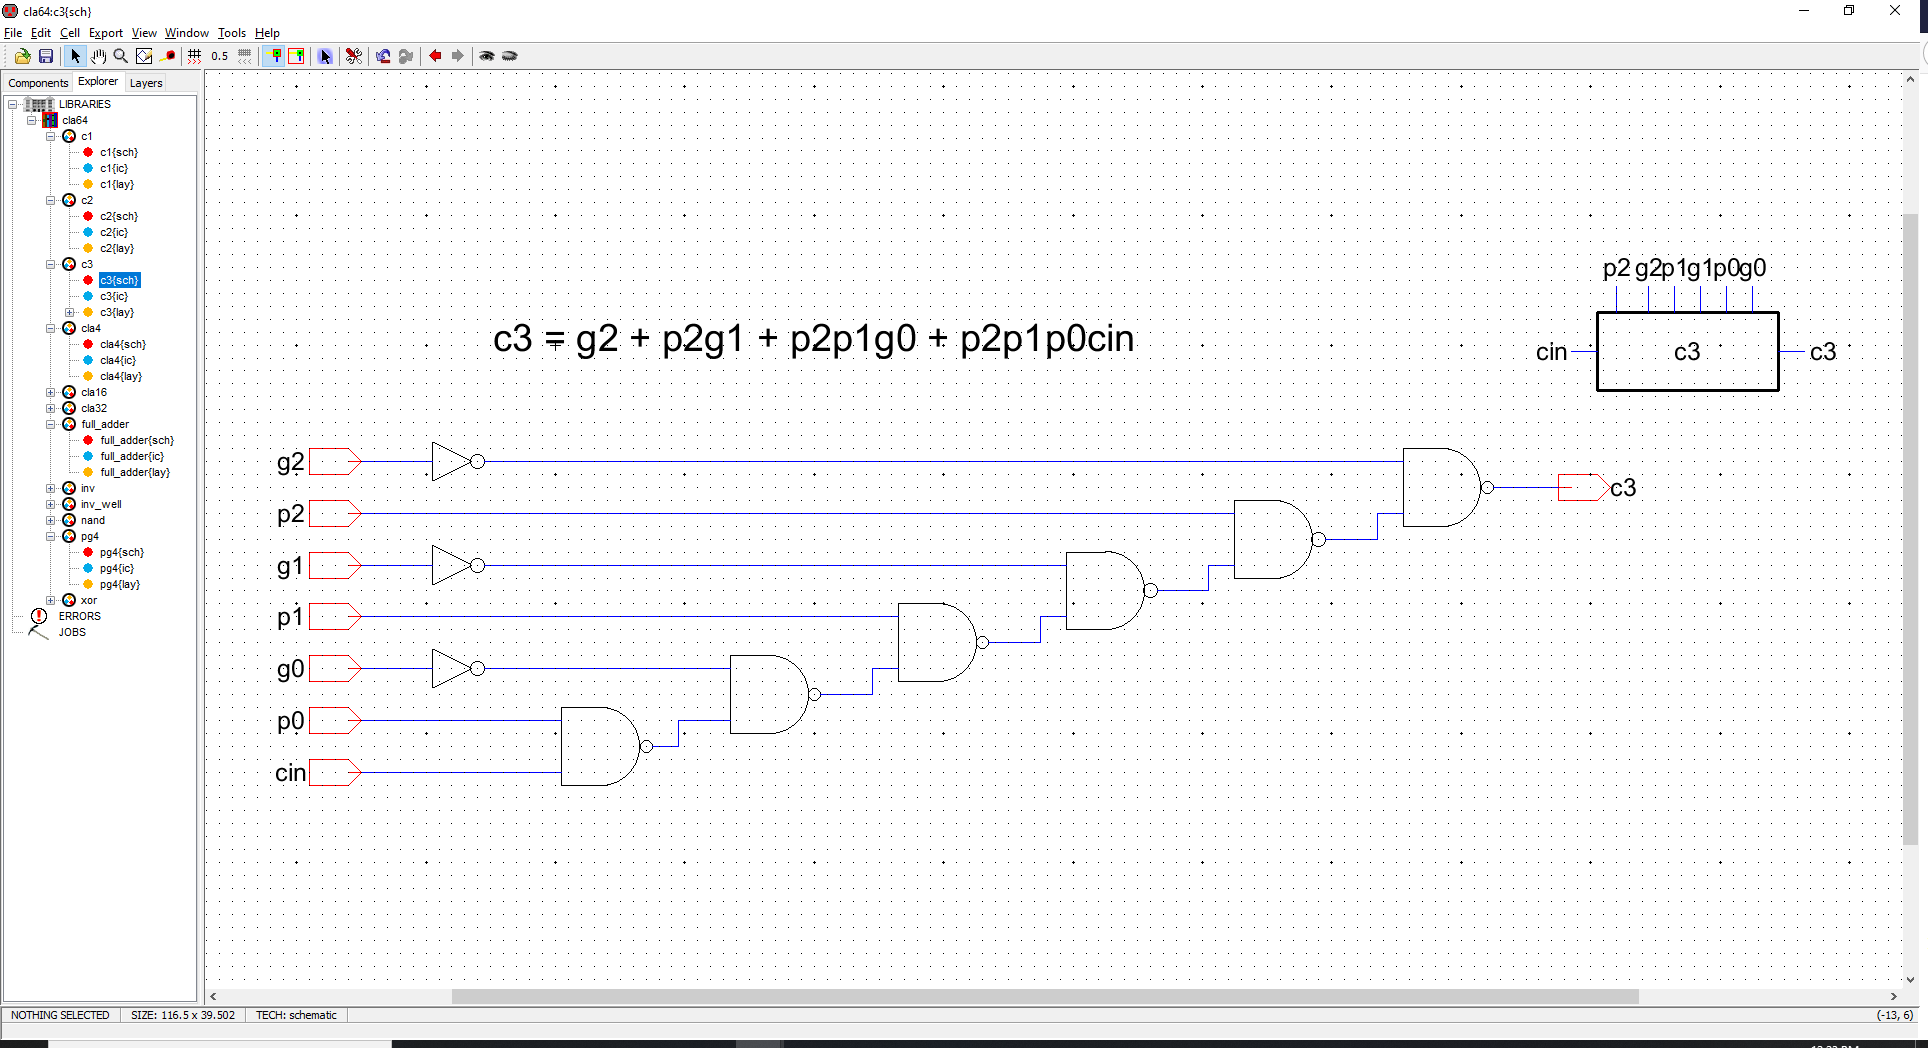 cla64:c3{sch}
File Edit Cell Export View Window Tools Help
0.5
Components Explorer Layers
LIBRARIES
cla64
c1
c1{sch}
c1{ic}
c1{lay}
c2
c2{sch}
c2{ic}
c2{lay}
c3
c3{sch}
c3{ic}
c3{lay}
cla4
cla4{sch}
cla4{ic}
cla4{lay}
cla16
cla32
full_adder
full_adder{sch}
full_adder{ic}
full_adder{lay}
inv
inv_well
nand
pg4
pg4{sch}
pg4{ic}
pg4{lay}
xor
ERRORS
JOBS
c3 = g2 + p2g1 + p2p1g0 + p2p1p0cin
p2 g2p1g1p0g0
cin c3 c3
g2
c3
p2
g1
p1
g0
p0
cin
NOTHING SELECTED SIZE: 116.5 x 39.502 TECH: schematic (-13, 6)